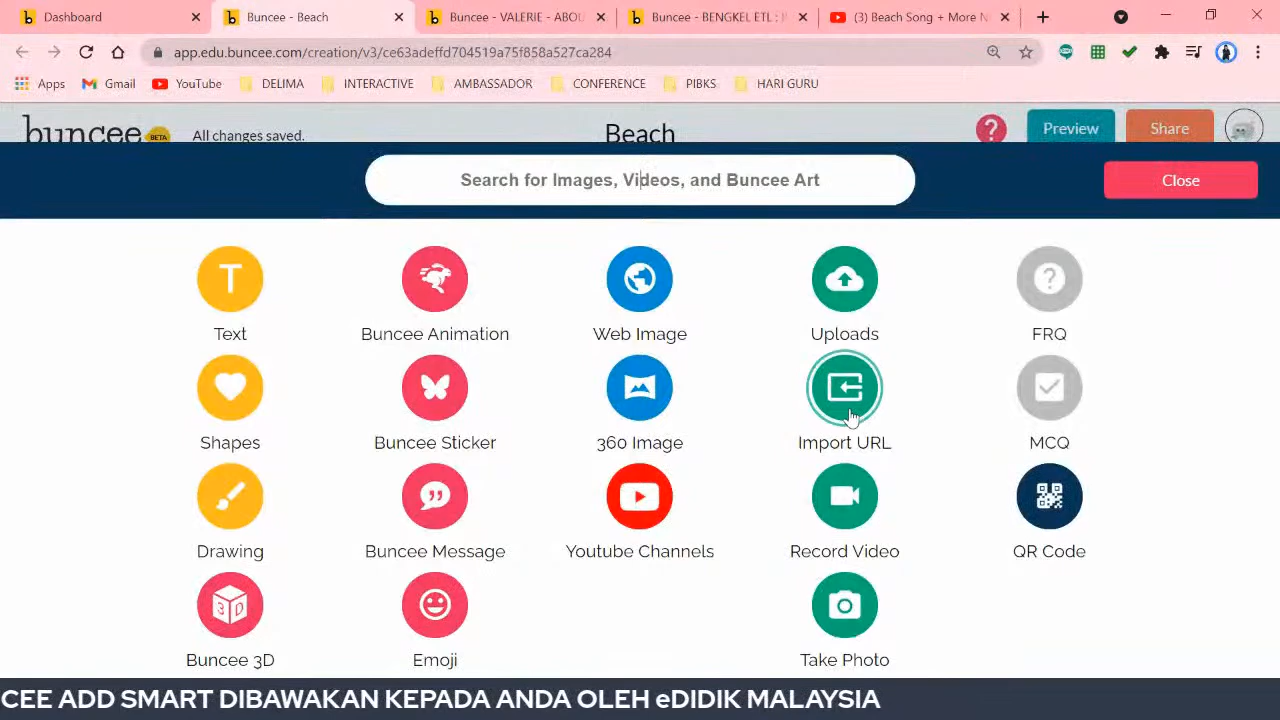 Dashboard
Buncee - Beach
Buncee - VALERIE - ABOU
Buncee - BENGKEL ETL :
(3) Beach Song + More N
app.edu.buncee.com/creation/v3/ce63adeffd704519a75f858a527ca284
Apps
Gmail
YouTube
DELIMA
INTERACTIVE
AMBASSADOR
CONFERENCE
PIBKS
HARI GURU
buncee BETA
All changes saved.
Beach
?
Preview
Share
Search for Images, Videos, and Buncee Art
Close
T
Text
Buncee Animation
Web Image
Uploads
?
FRQ
Shapes
Buncee Sticker
360 Image
Import URL
MCQ
Drawing
Buncee Message
Youtube Channels
Record Video
QR Code
3D
Buncee 3D
Emoji
Take Photo
CEE ADD SMART DIBAWAKAN KEPADA ANDA OLEH eDIDIK MALAYSIA